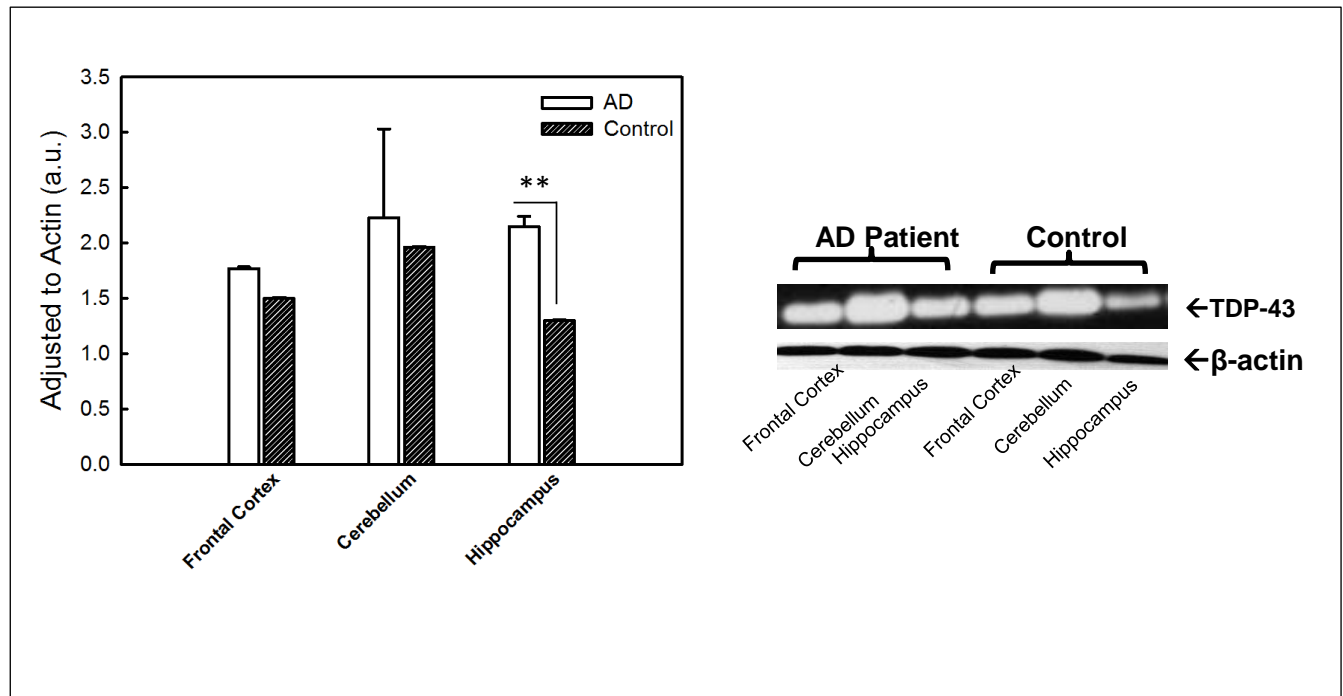 3.5
3.0
2.5
2.0
1.5
1.0
0.5
0.0
Adjusted to Actin (a.u.)
AD
Control
**
Frontal Cortex
Cerebellum
Hippocampus
AD Patient
Control
←TDP-43
←β-actin
Frontal Cortex
Cerebellum
Hippocampus
Frontal Cortex
Cerebellum
Hippocampus